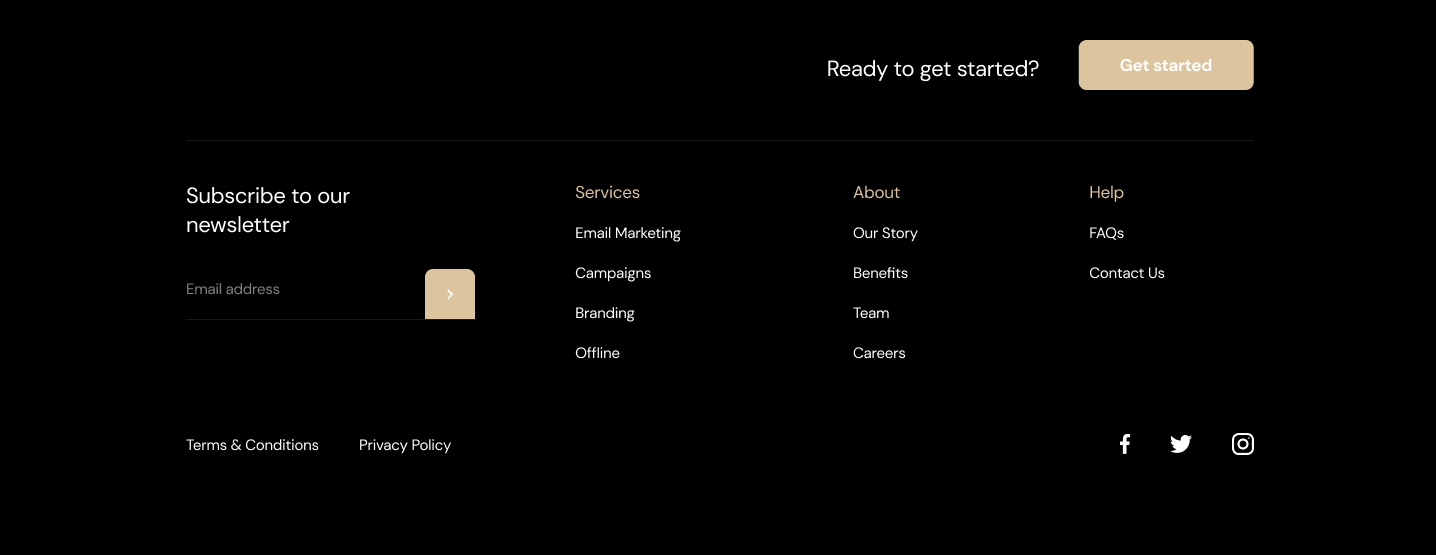 Ready to get started?
Get started
Subscribe to our
newsletter
Email address
Services
Email Marketing
Campaigns
Branding
Offline
About
Our Story
Benefits
Team
Careers
Help
FAQs
Contact Us
Terms & Conditions
Privacy Policy